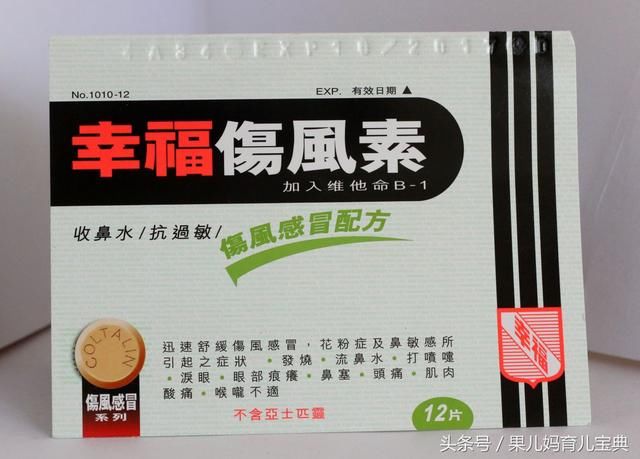 No.1010-12
EXP. 有效日期▲
幸福傷風素
加入維他命B-1
收鼻水/抗過敏/
傷風感冒配方
COLTALIN
傷風感冒
系列
迅速舒緩傷風感冒，花粉症及鼻敏感所
引起之症狀・發燒・流鼻水・打噴嚏
・淚眼・眼部痕癢・鼻塞・頭痛・肌肉
酸痛・喉嚨不適
不含亞士匹靈
幸福
12片
头条号／果儿妈育儿宝典